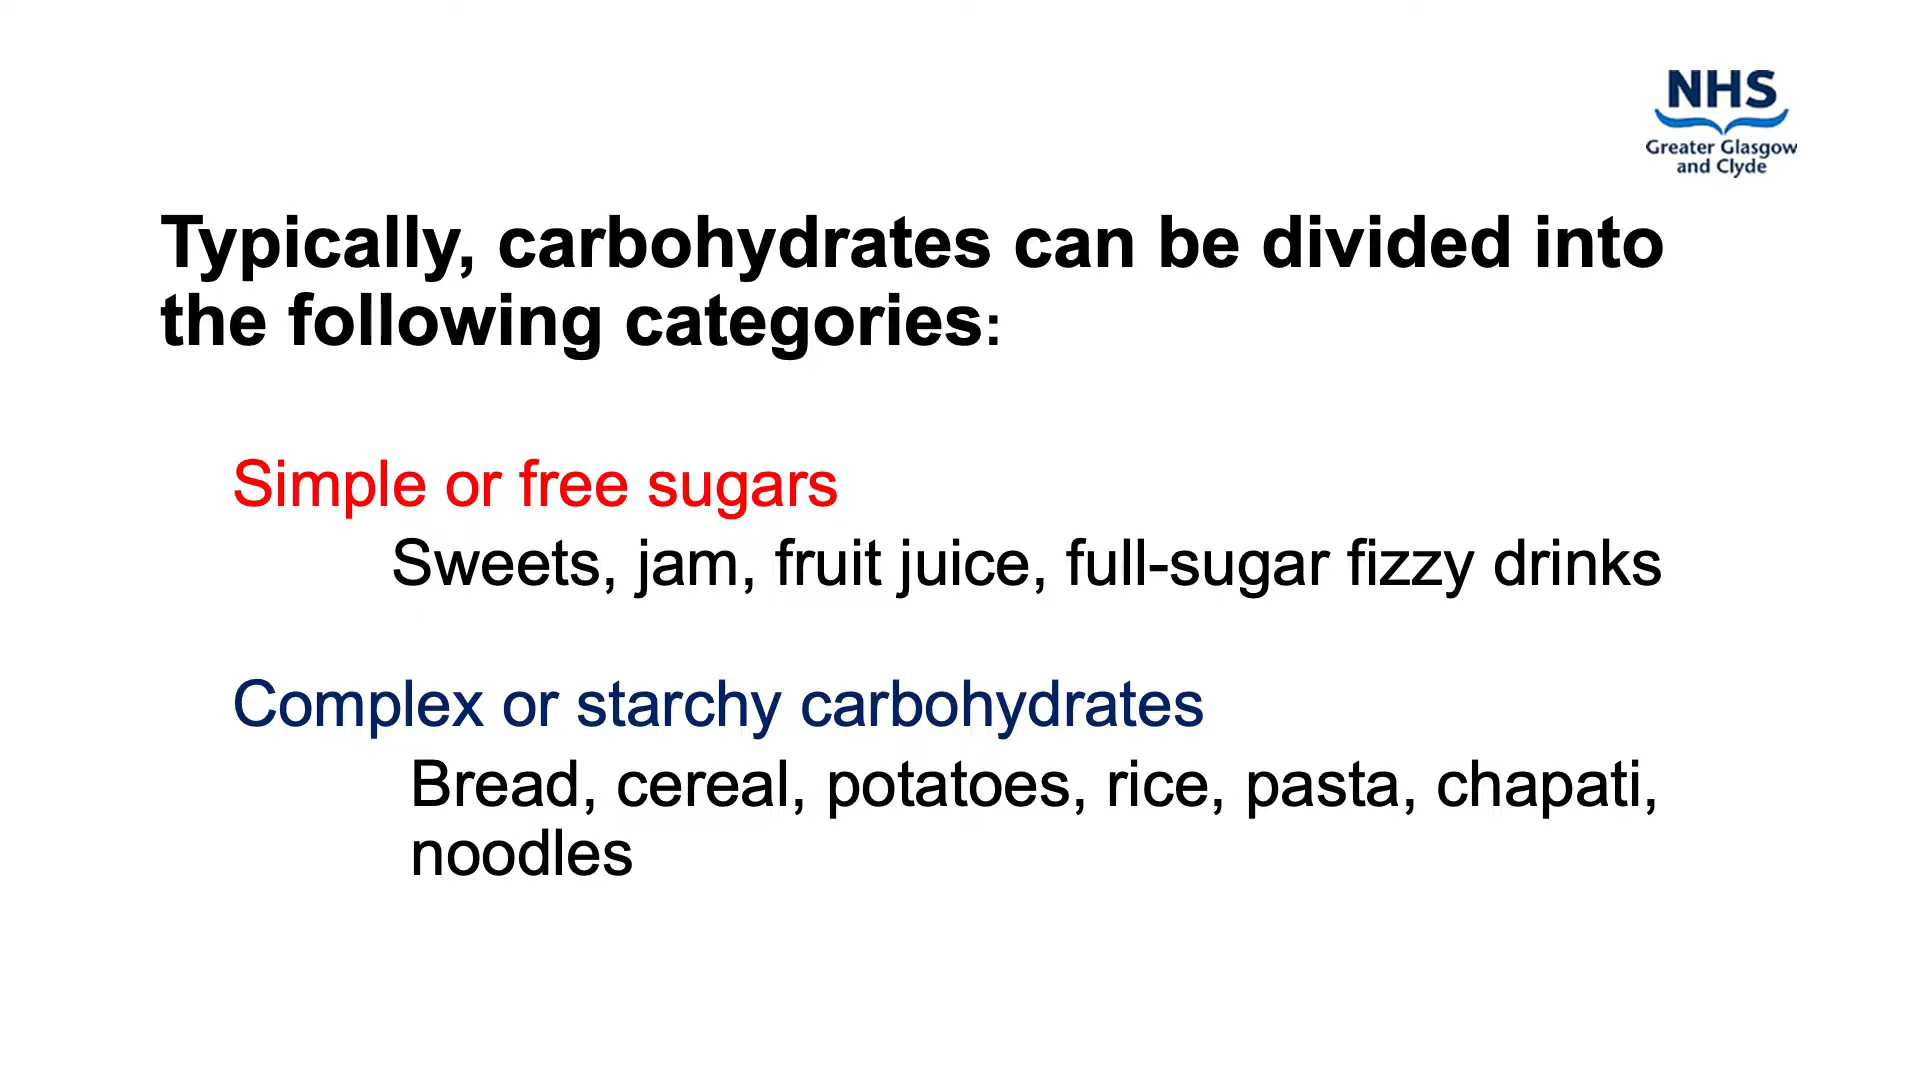 NHS
Greater Glasgow
and Clyde
Typically, carbohydrates can be divided into
the following categories:
Simple or free sugars
Sweets, jam, fruit juice, full-sugar fizzy drinks
Complex or starchy carbohydrates
Bread, cereal, potatoes, rice, pasta, chapati,
noodles